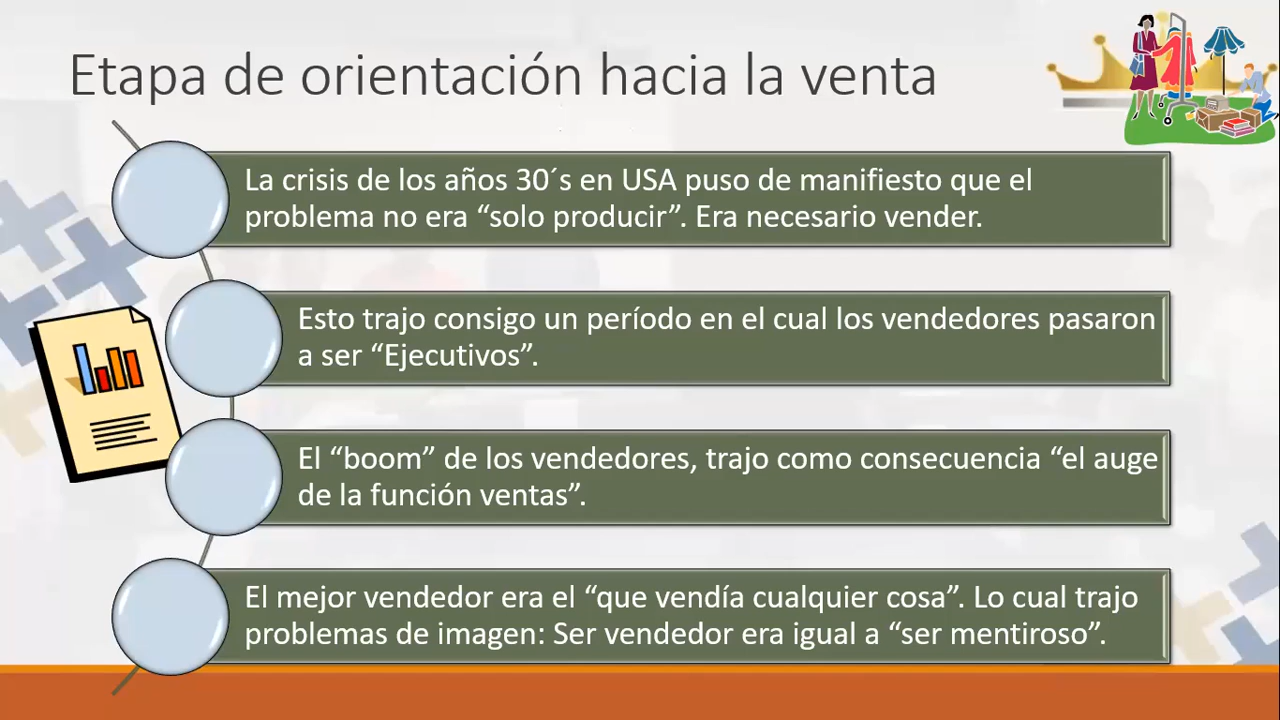 Etapa de orientación hacia la venta
La crisis de los años 30´s en USA puso de manifiesto que el
problema no era “solo producir”. Era necesario vender.
Esto trajo consigo un período en el cual los vendedores pasaron
a ser “Ejecutivos”.
El “boom” de los vendedores, trajo como consecuencia “el auge
de la función ventas”.
El mejor vendedor era el “que vendía cualquier cosa”. Lo cual trajo
problemas de imagen: Ser vendedor era igual a “ser mentiroso”.